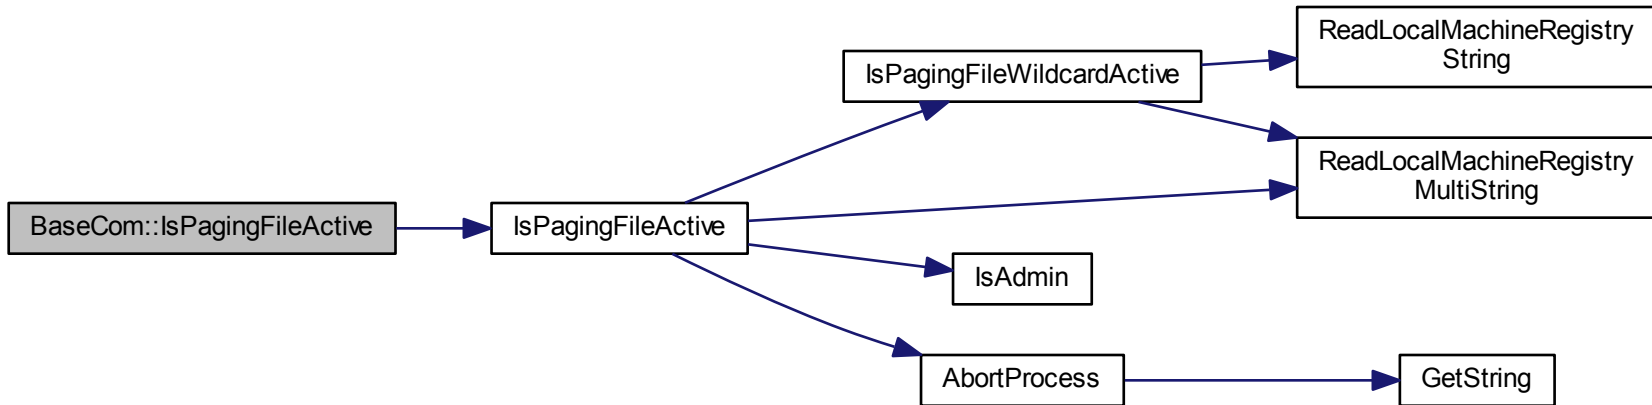 BaseCom::IsPagingFileActive
IsPagingFileActive
IsPagingFileWildcardActive
ReadLocalMachineRegistry
String
ReadLocalMachineRegistry
MultiString
IsAdmin
AbortProcess
GetString